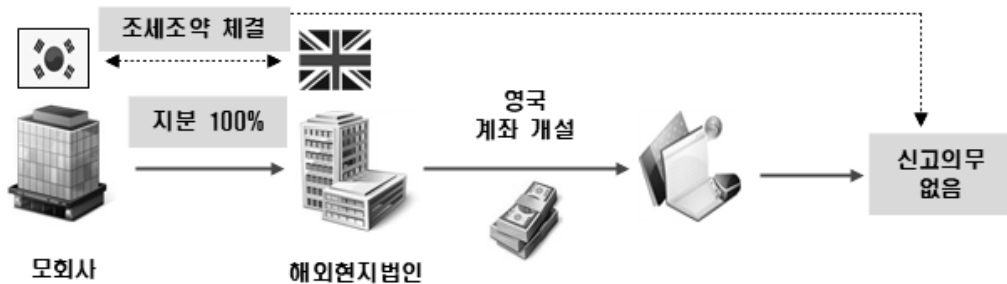 조세조약 체결
지분 100%
영국
계좌 개설
신고의무
없음
모회사
해외현지법인